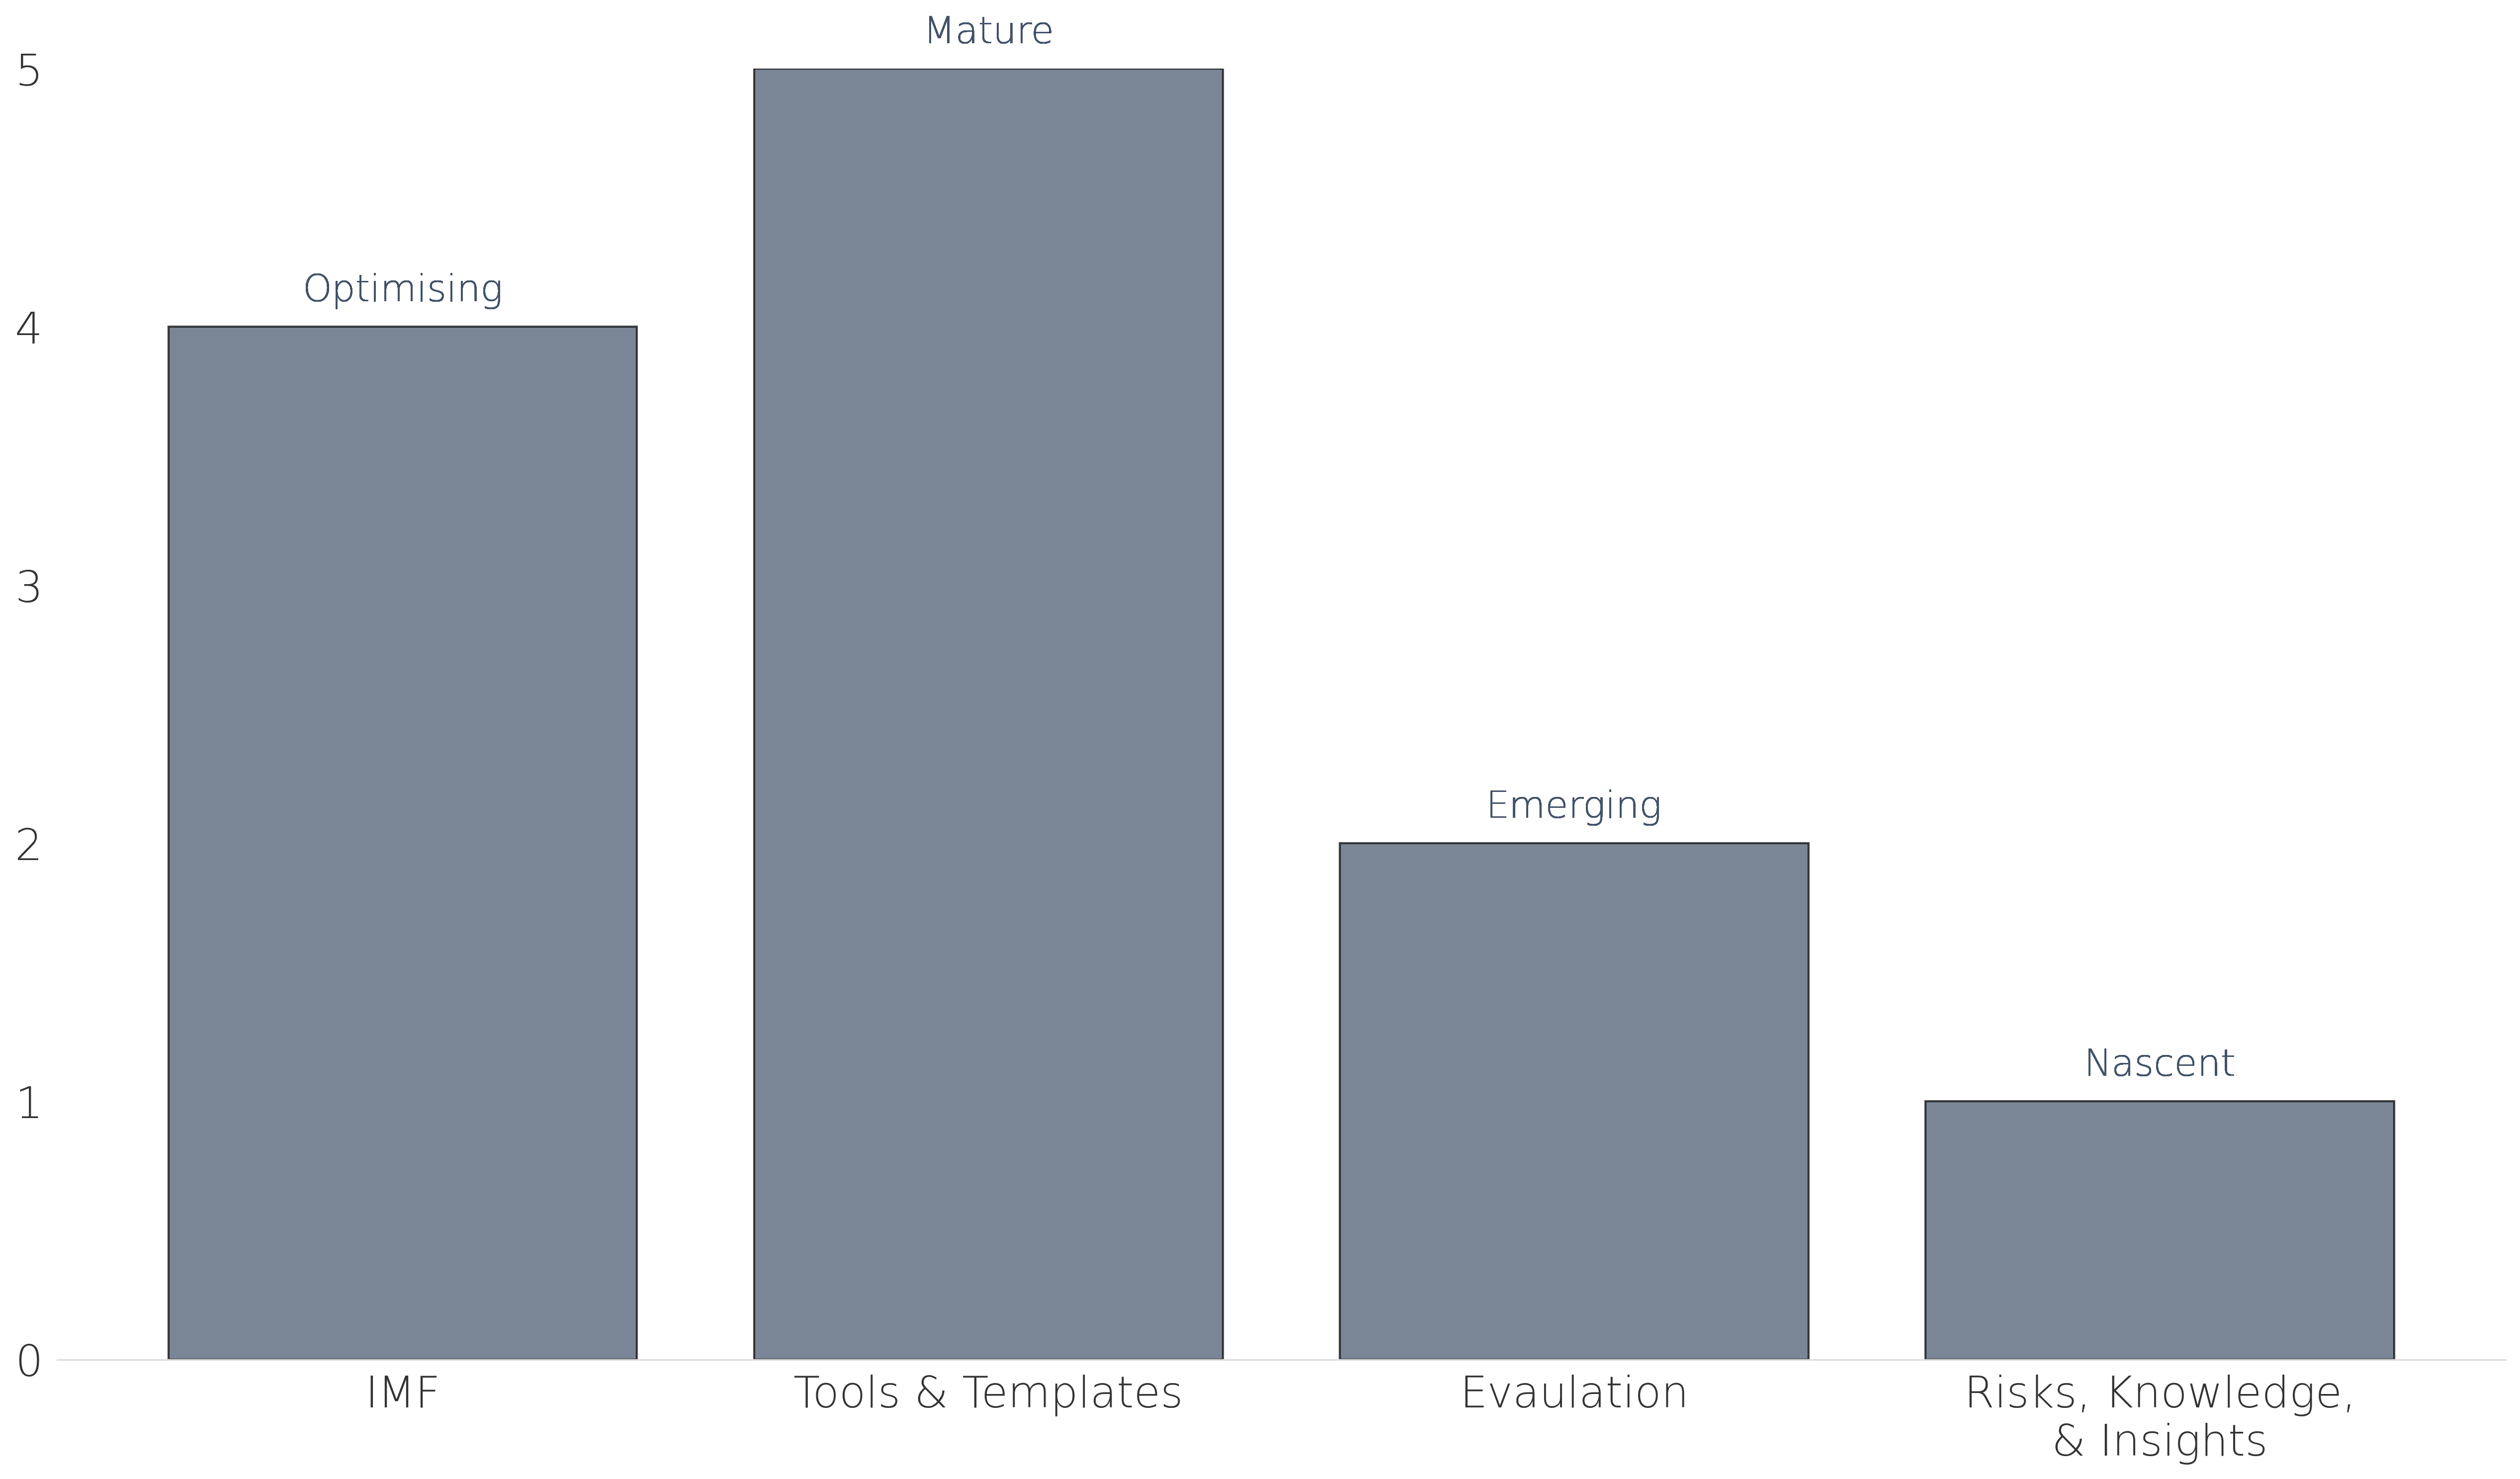 Mature
5
Optimising
4
3
Emerging
2
Nascent
1
0
IMF
Tools & Templates
Evaulation
Risks, Knowledge,
& Insights